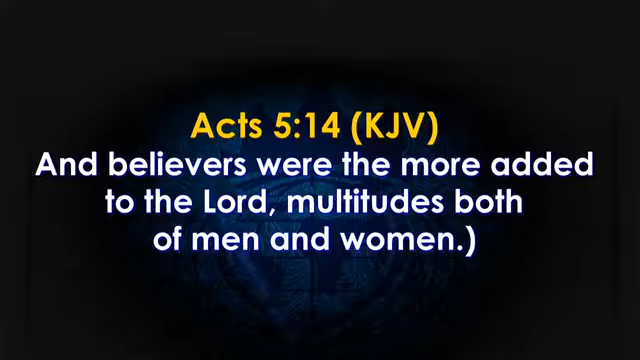 Acts 5:14 (KJV)
And believers were the more added
to the Lord, multitudes both
of men and women.)